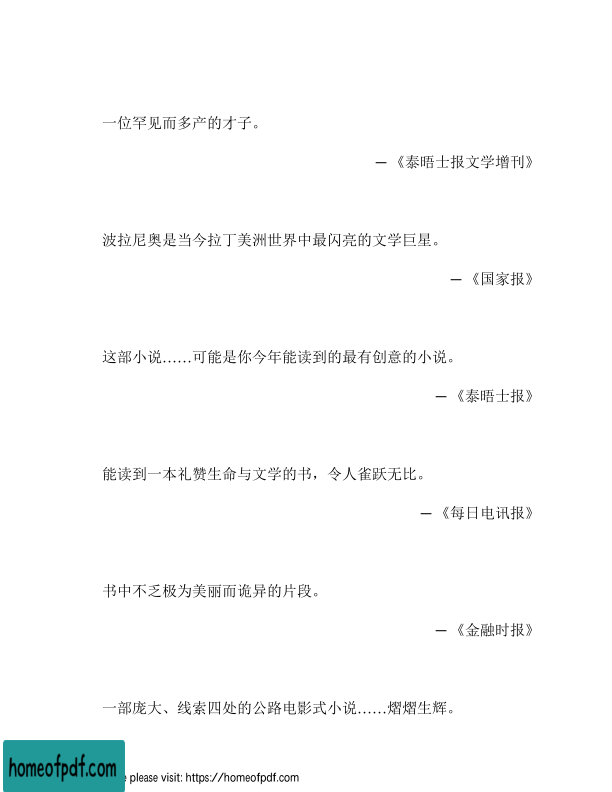 一位罕见而多产的才子。
— 《泰晤士报文学增刊》
波拉尼奥是当今拉丁美洲世界中最闪亮的文学巨星。
— 《国家报》
这部小说……可能是你今年能读到的最有创意的小说。
— 《泰晤士报》
能读到一本礼赞生命与文学的书，令人雀跃无比。
— 《每日电讯报》
书中不乏极为美丽而诡异的片段。
— 《金融时报》
一部庞大、线索四处的公路电影式小说……熠熠生辉。
homeofpdf.com
please visit: https://homeofpdf.com